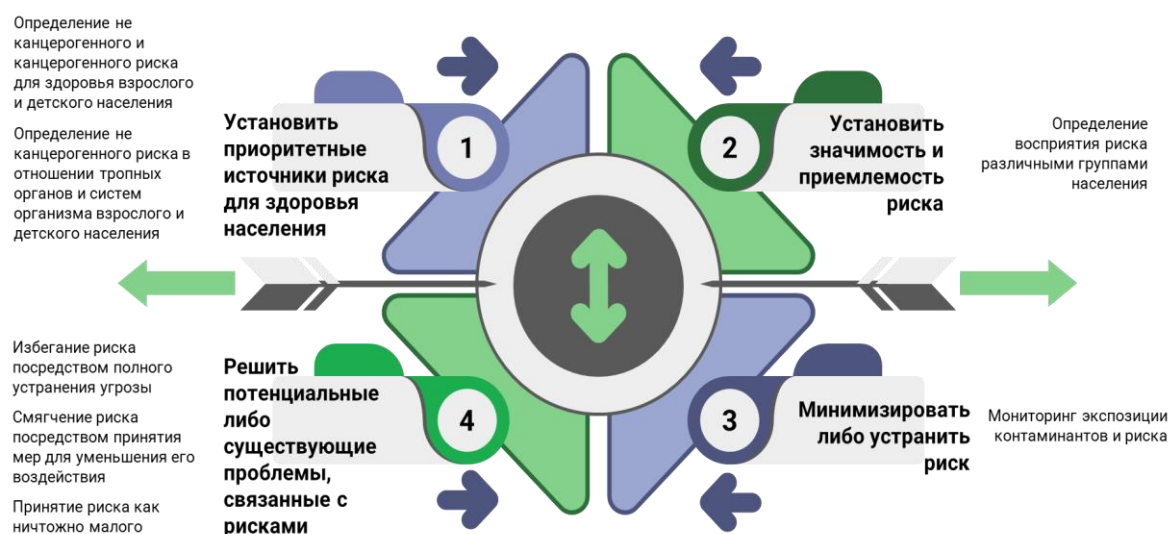 Определение не
канцерогенного и
канцерогенного риска
для здоровья взрослого
и детского населения
Определение не
канцерогенного риска в
отношении тропных
органов и систем
организма взрослого и
детского населения
Установить
приоритетные
источники риска
для здоровья
населения
1
2
Установить
значимость и
приемлемость
риска
Определение
восприятия риска
различными группами
населения
Избегание риска
посредством полного
устранения угрозы
Смягчение риска
посредством принятия
мер для уменьшения его
воздействия
Принятие риска как
ничтожно малого
Решить
потенциальные
либо
существующие
проблемы,
связанные с
рисками
4
3
Минимизировать
либо устранить
риск
Мониторинг экспозиции
контаминантов и риска